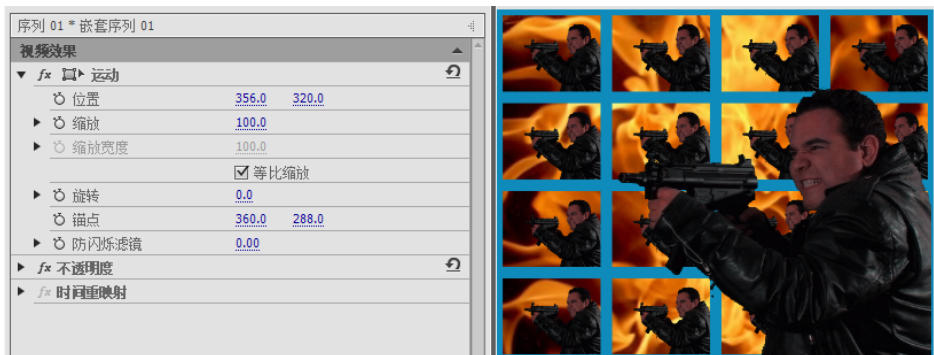 序列 01 * 嵌套序列 01
视频效果
fx 运动
位置 356.0 320.0
缩放 100.0
缩放宽度 100.0
等比缩放
旋转 0.0
锚点 360.0 288.0
防闪烁滤镜 0.00
fx 不透明度
fx 时间重映射